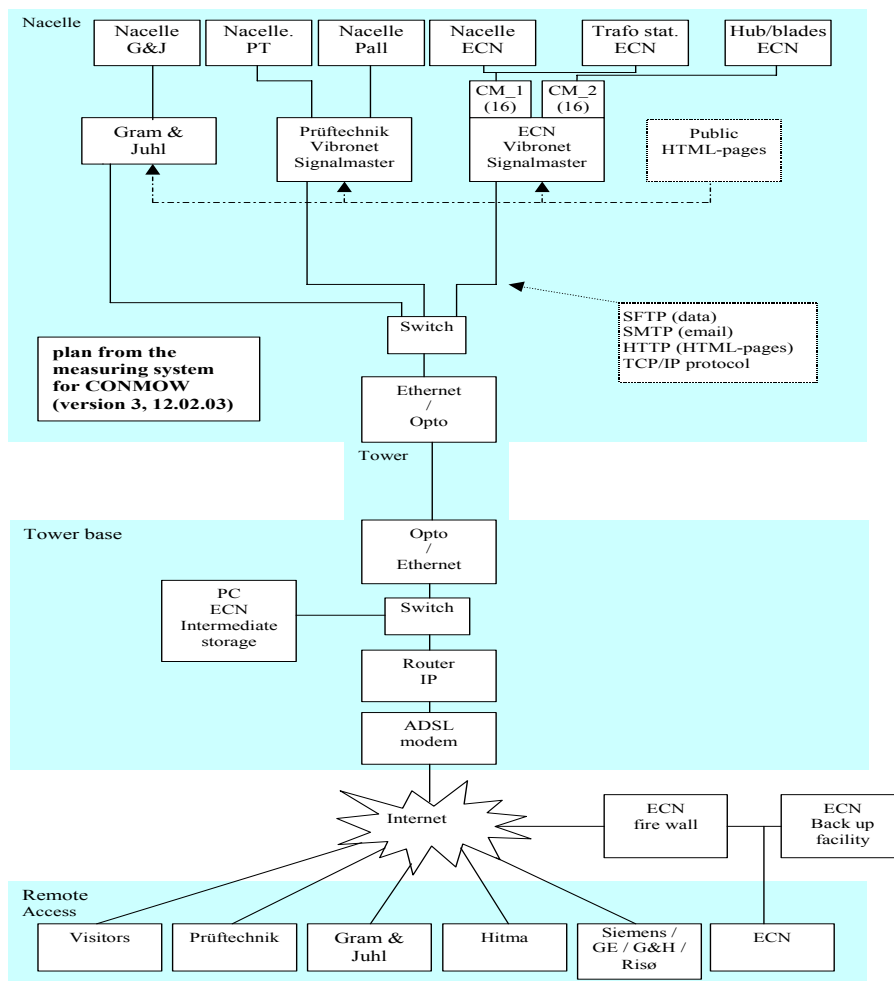 Nacelle
Nacelle
G&J
Nacelle.
PT
Nacelle
Pall
Nacelle
ECN
Trafo stat.
ECN
Hub/blades
ECN
CM_1
(16)
CM_2
(16)
Gram &
Juhl
Prüftechnik
Vibronet
Signalmaster
ECN
Vibronet
Signalmaster
Public
HTML-pages
Switch
SFTP (data)
SMTP (email)
HTTP (HTML-pages)
TCP/IP protocol
plan from the
measuring system
for CONMOW
(version 3, 12.02.03)
Ethernet
/
Opto
Tower
Tower base
Opto
/
Ethernet
PC
ECN
Intermediate
storage
Switch
Router
IP
ADSL
modem
Internet
ECN
fire wall
ECN
Back up
facility
Remote
Access
Visitors
Prüftechnik
Gram &
Juhl
Hitma
Siemens /
GE / G&H /
Risø
ECN